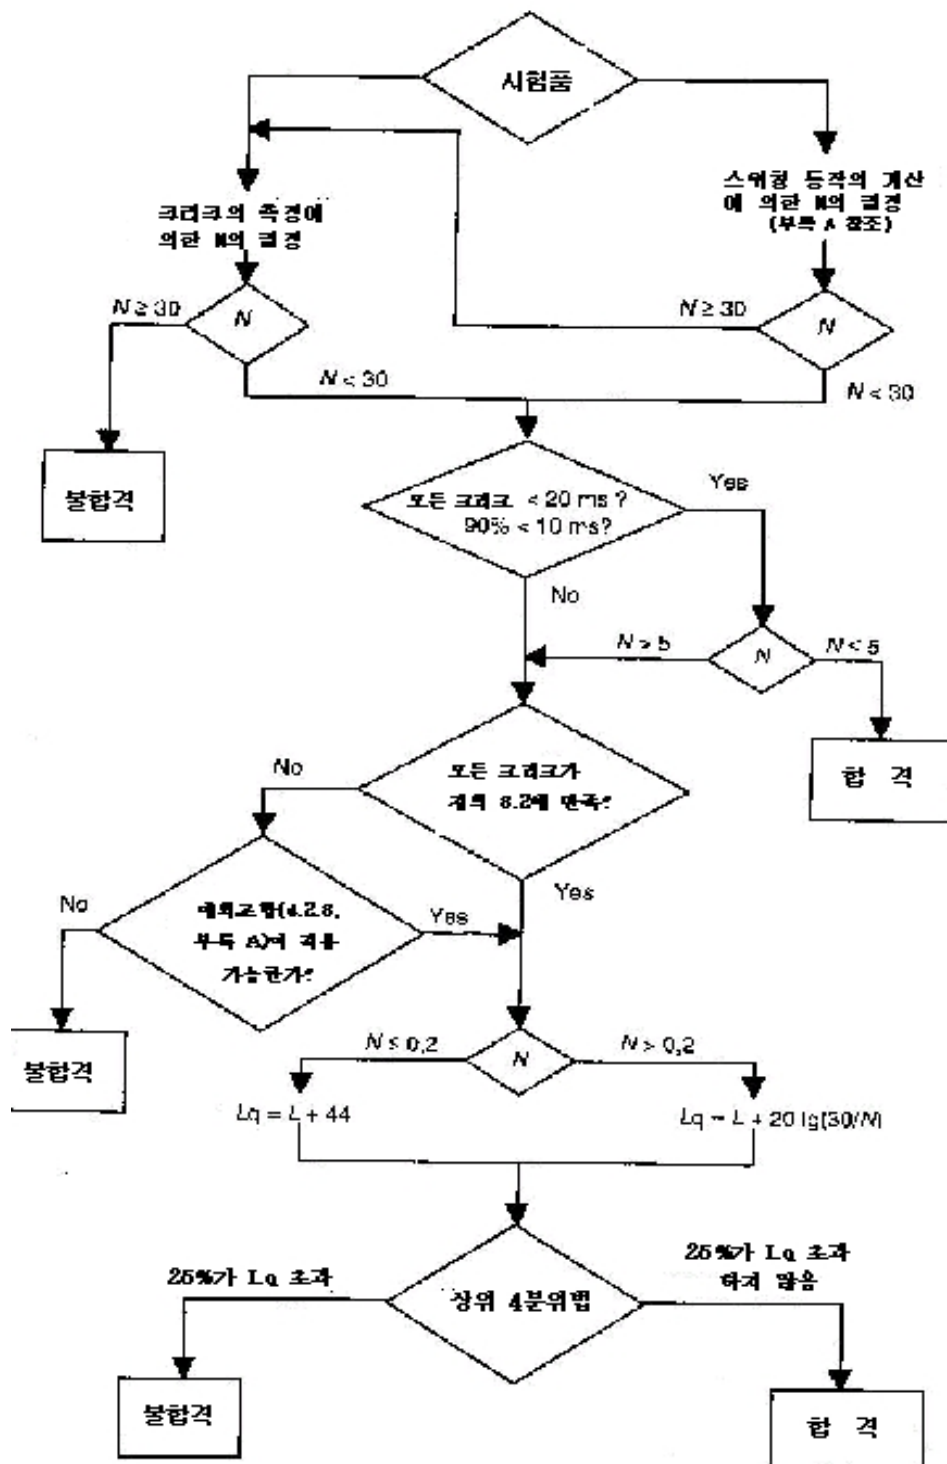 시험품
크리크의 측정에
의한 N의 결정
스위칭 동작의 계산
에 의한 N의 결정
(부록 A 참조)
N ≥ 30
N
N ≥ 30
N
N < 30
N < 30
불합격
모든 크리크 < 20 ms ?
90% < 10 ms?
Yes
No
N > 5
N
N < 5
합 격
모든 크리크가
만족?
No
Yes
No
부록 A)이 적용
가능한가?
Yes
불합격
N ≤ 0,2
N
N > 0,2
Lq = L + 44
Lq = L + 20 lg(30/N)
25%가 Lq 초과
상위 4분위법
25%가 Lq 초과
하지 않음
불합격
합 격